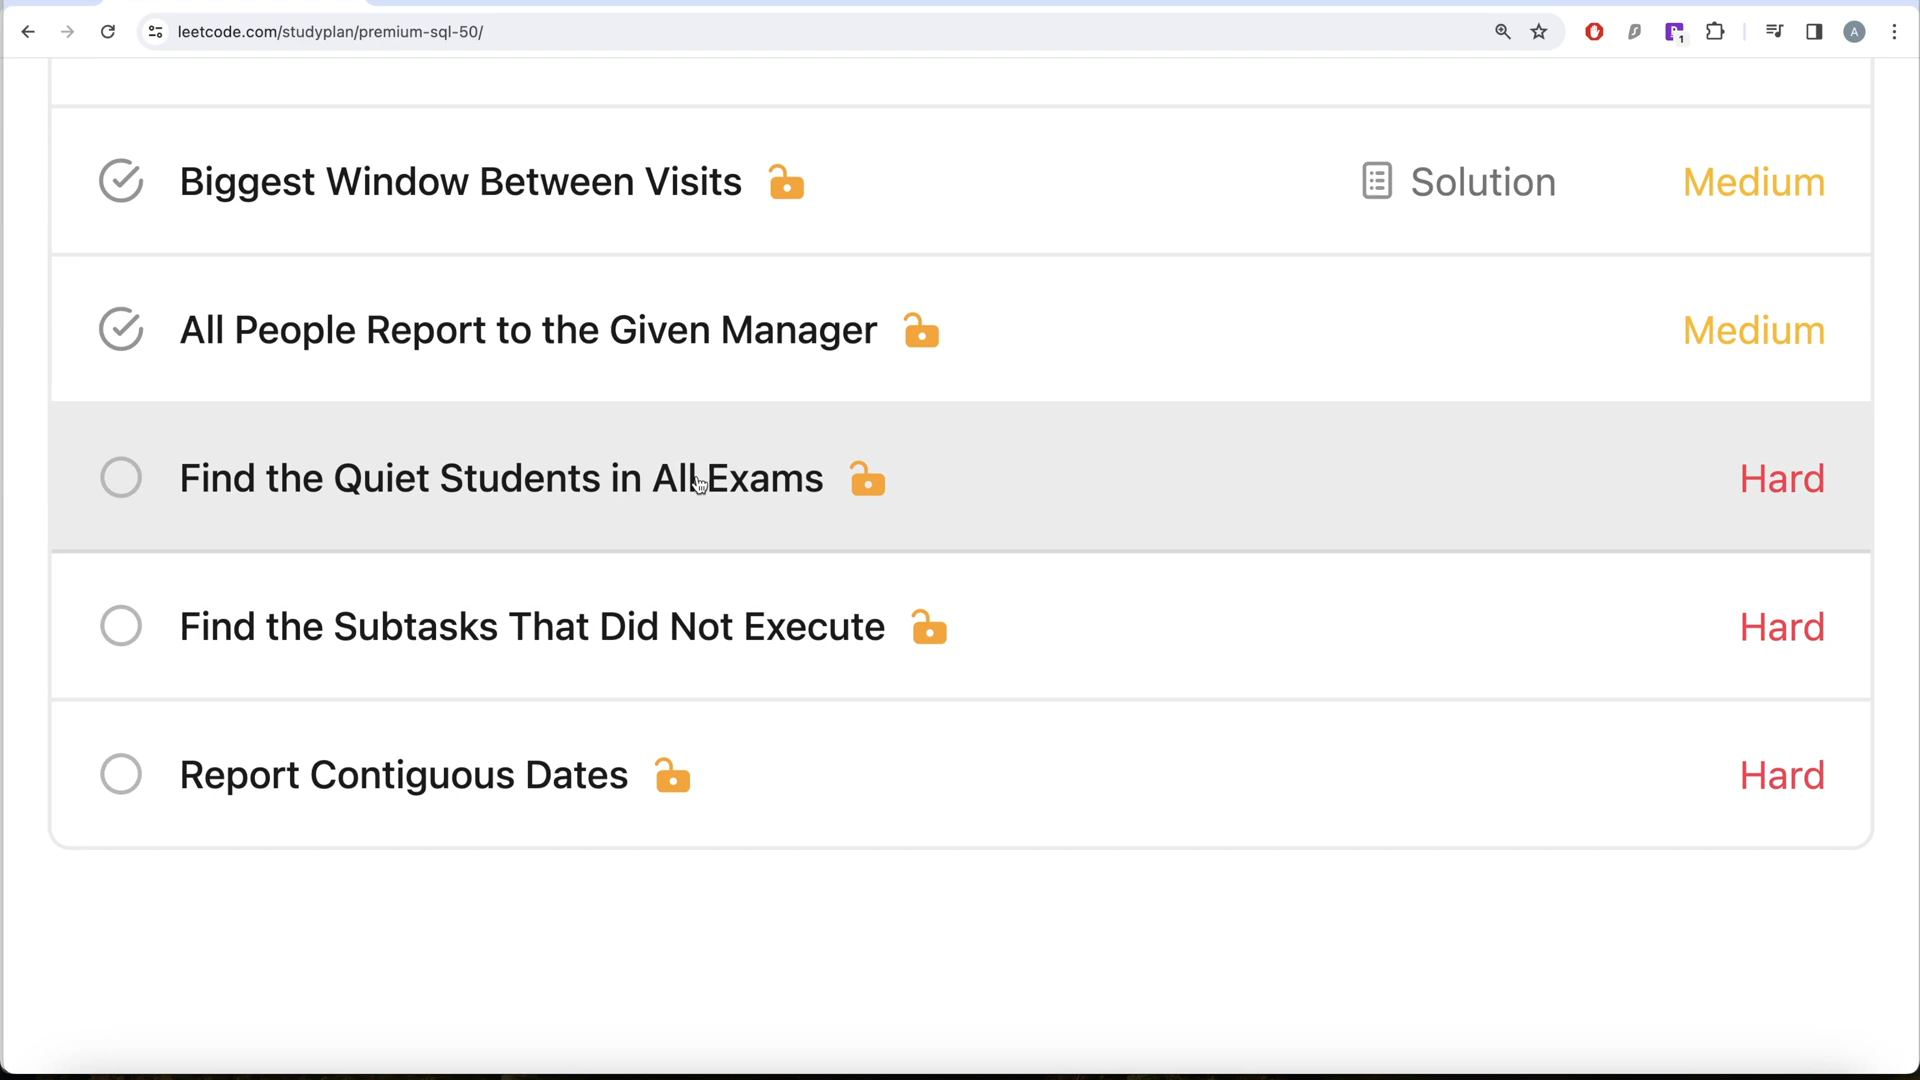 leetcode.com/studyplan/premium-sql-50/
1
A
Biggest Window Between Visits Solution Medium
All People Report to the Given Manager Medium
Find the Quiet Students in All Exams Hard
Find the Subtasks That Did Not Execute Hard
Report Contiguous Dates Hard